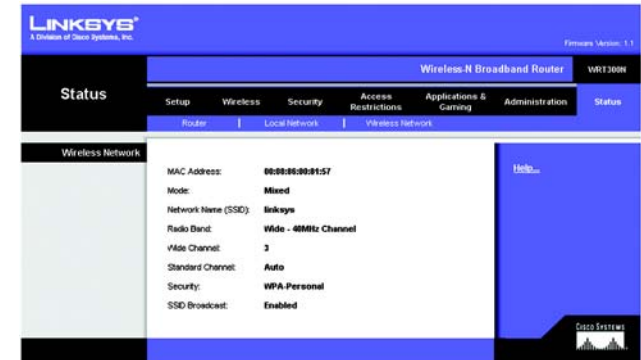 LINKSYS®
A Division of Cisco Systems, Inc.
Firmware Version: 1.1
Wireless-N Broadband Router
WRT300N
Status
Setup
Wireless
Security
Access Restrictions
Applications & Gaming
Administration
Status
Router | Local Network | Wireless Network
Wireless Network
MAC Address: 00:08:06:00:01:57
Mode: Mixed
Network Name (SSID): linksys
Radio Band: Wide - 40MHz Channel
Wide Channel: 3
Standard Channel: Auto
Security: WPA-Personal
SSID Broadcast: Enabled
Help...
CISCO SYSTEMS